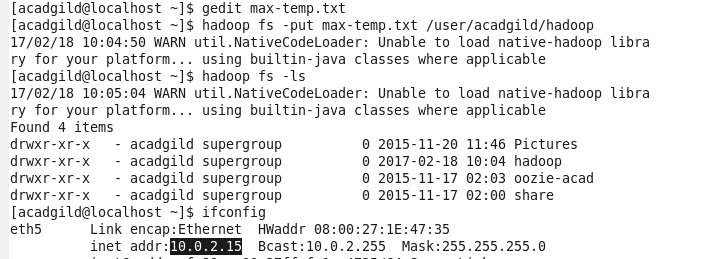 [acadgild@localhost ~]$ gedit max-temp.txt
[acadgild@localhost ~]$ hadoop fs -put max-temp.txt /user/acadgild/hadoop
17/02/18 10:04:50 WARN util.NativeCodeLoader: Unable to load native-hadoop libra
ry for your platform... using builtin-java classes where applicable
[acadgild@localhost ~]$ hadoop fs -ls
17/02/18 10:05:04 WARN util.NativeCodeLoader: Unable to load native-hadoop libra
ry for your platform... using builtin-java classes where applicable
Found 4 items
drwxr-xr-x   - acadgild supergroup          0 2015-11-20 11:46 Pictures
drwxr-xr-x   - acadgild supergroup          0 2017-02-18 10:04 hadoop
drwxr-xr-x   - acadgild supergroup          0 2015-11-17 02:03 oozie-acad
drwxr-xr-x   - acadgild supergroup          0 2015-11-17 02:00 share
[acadgild@localhost ~]$ ifconfig
eth5      Link encap:Ethernet  HWaddr 08:00:27:1E:47:35
          inet addr:10.0.2.15  Bcast:10.0.2.255  Mask:255.255.255.0